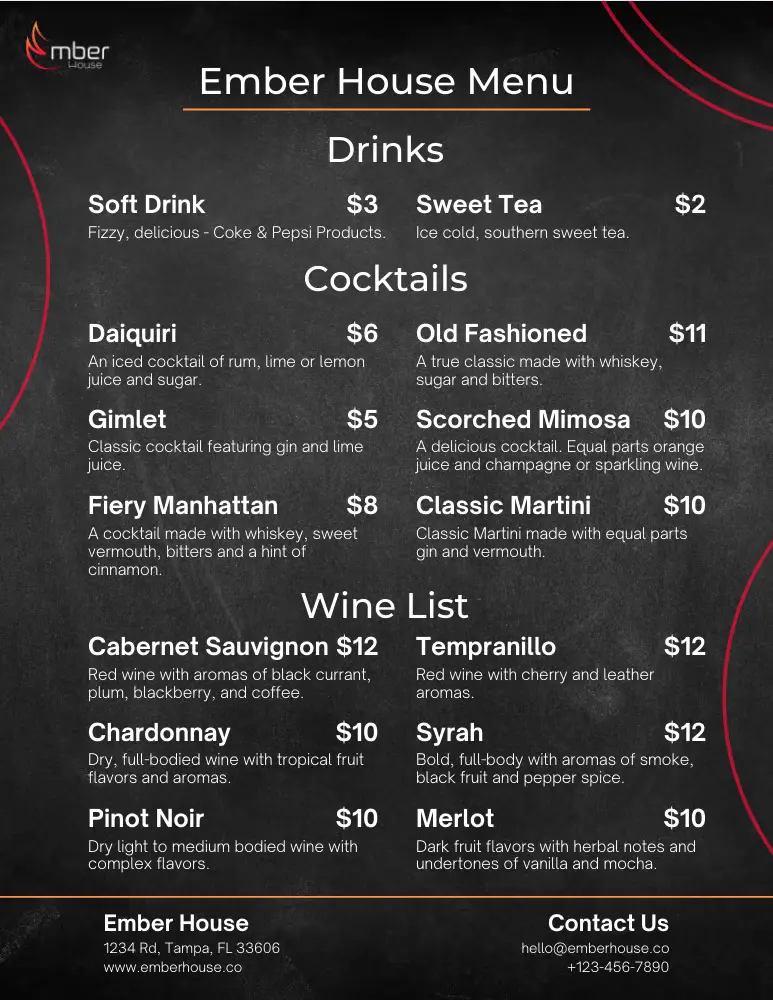 mber
House
Ember House Menu
Drinks
Soft Drink $3
Fizzy, delicious - Coke & Pepsi Products.
Sweet Tea $2
Ice cold, southern sweet tea.
Cocktails
Daiquiri $6
An iced cocktail of rum, lime or lemon
juice and sugar.
Old Fashioned $11
A true classic made with whiskey,
sugar and bitters.
Gimlet $5
Classic cocktail featuring gin and lime
juice.
Scorched Mimosa $10
A delicious cocktail. Equal parts orange
juice and champagne or sparkling wine.
Fiery Manhattan $8
A cocktail made with whiskey, sweet
vermouth, bitters and a hint of
cinnamon.
Classic Martini $10
Classic Martini made with equal parts
gin and vermouth.
Wine List
Cabernet Sauvignon $12
Red wine with aromas of black currant,
plum, blackberry, and coffee.
Tempranillo $12
Red wine with cherry and leather
aromas.
Chardonnay $10
Dry, full-bodied wine with tropical fruit
flavors and aromas.
Syrah $12
Bold, full-body with aromas of smoke,
black fruit and pepper spice.
Pinot Noir $10
Dry light to medium bodied wine with
complex flavors.
Merlot $10
Dark fruit flavors with herbal notes and
undertones of vanilla and mocha.
Ember House
1234 Rd, Tampa, FL 33606
www.emberhouse.co
Contact Us
hello@emberhouse.co
+123-456-7890